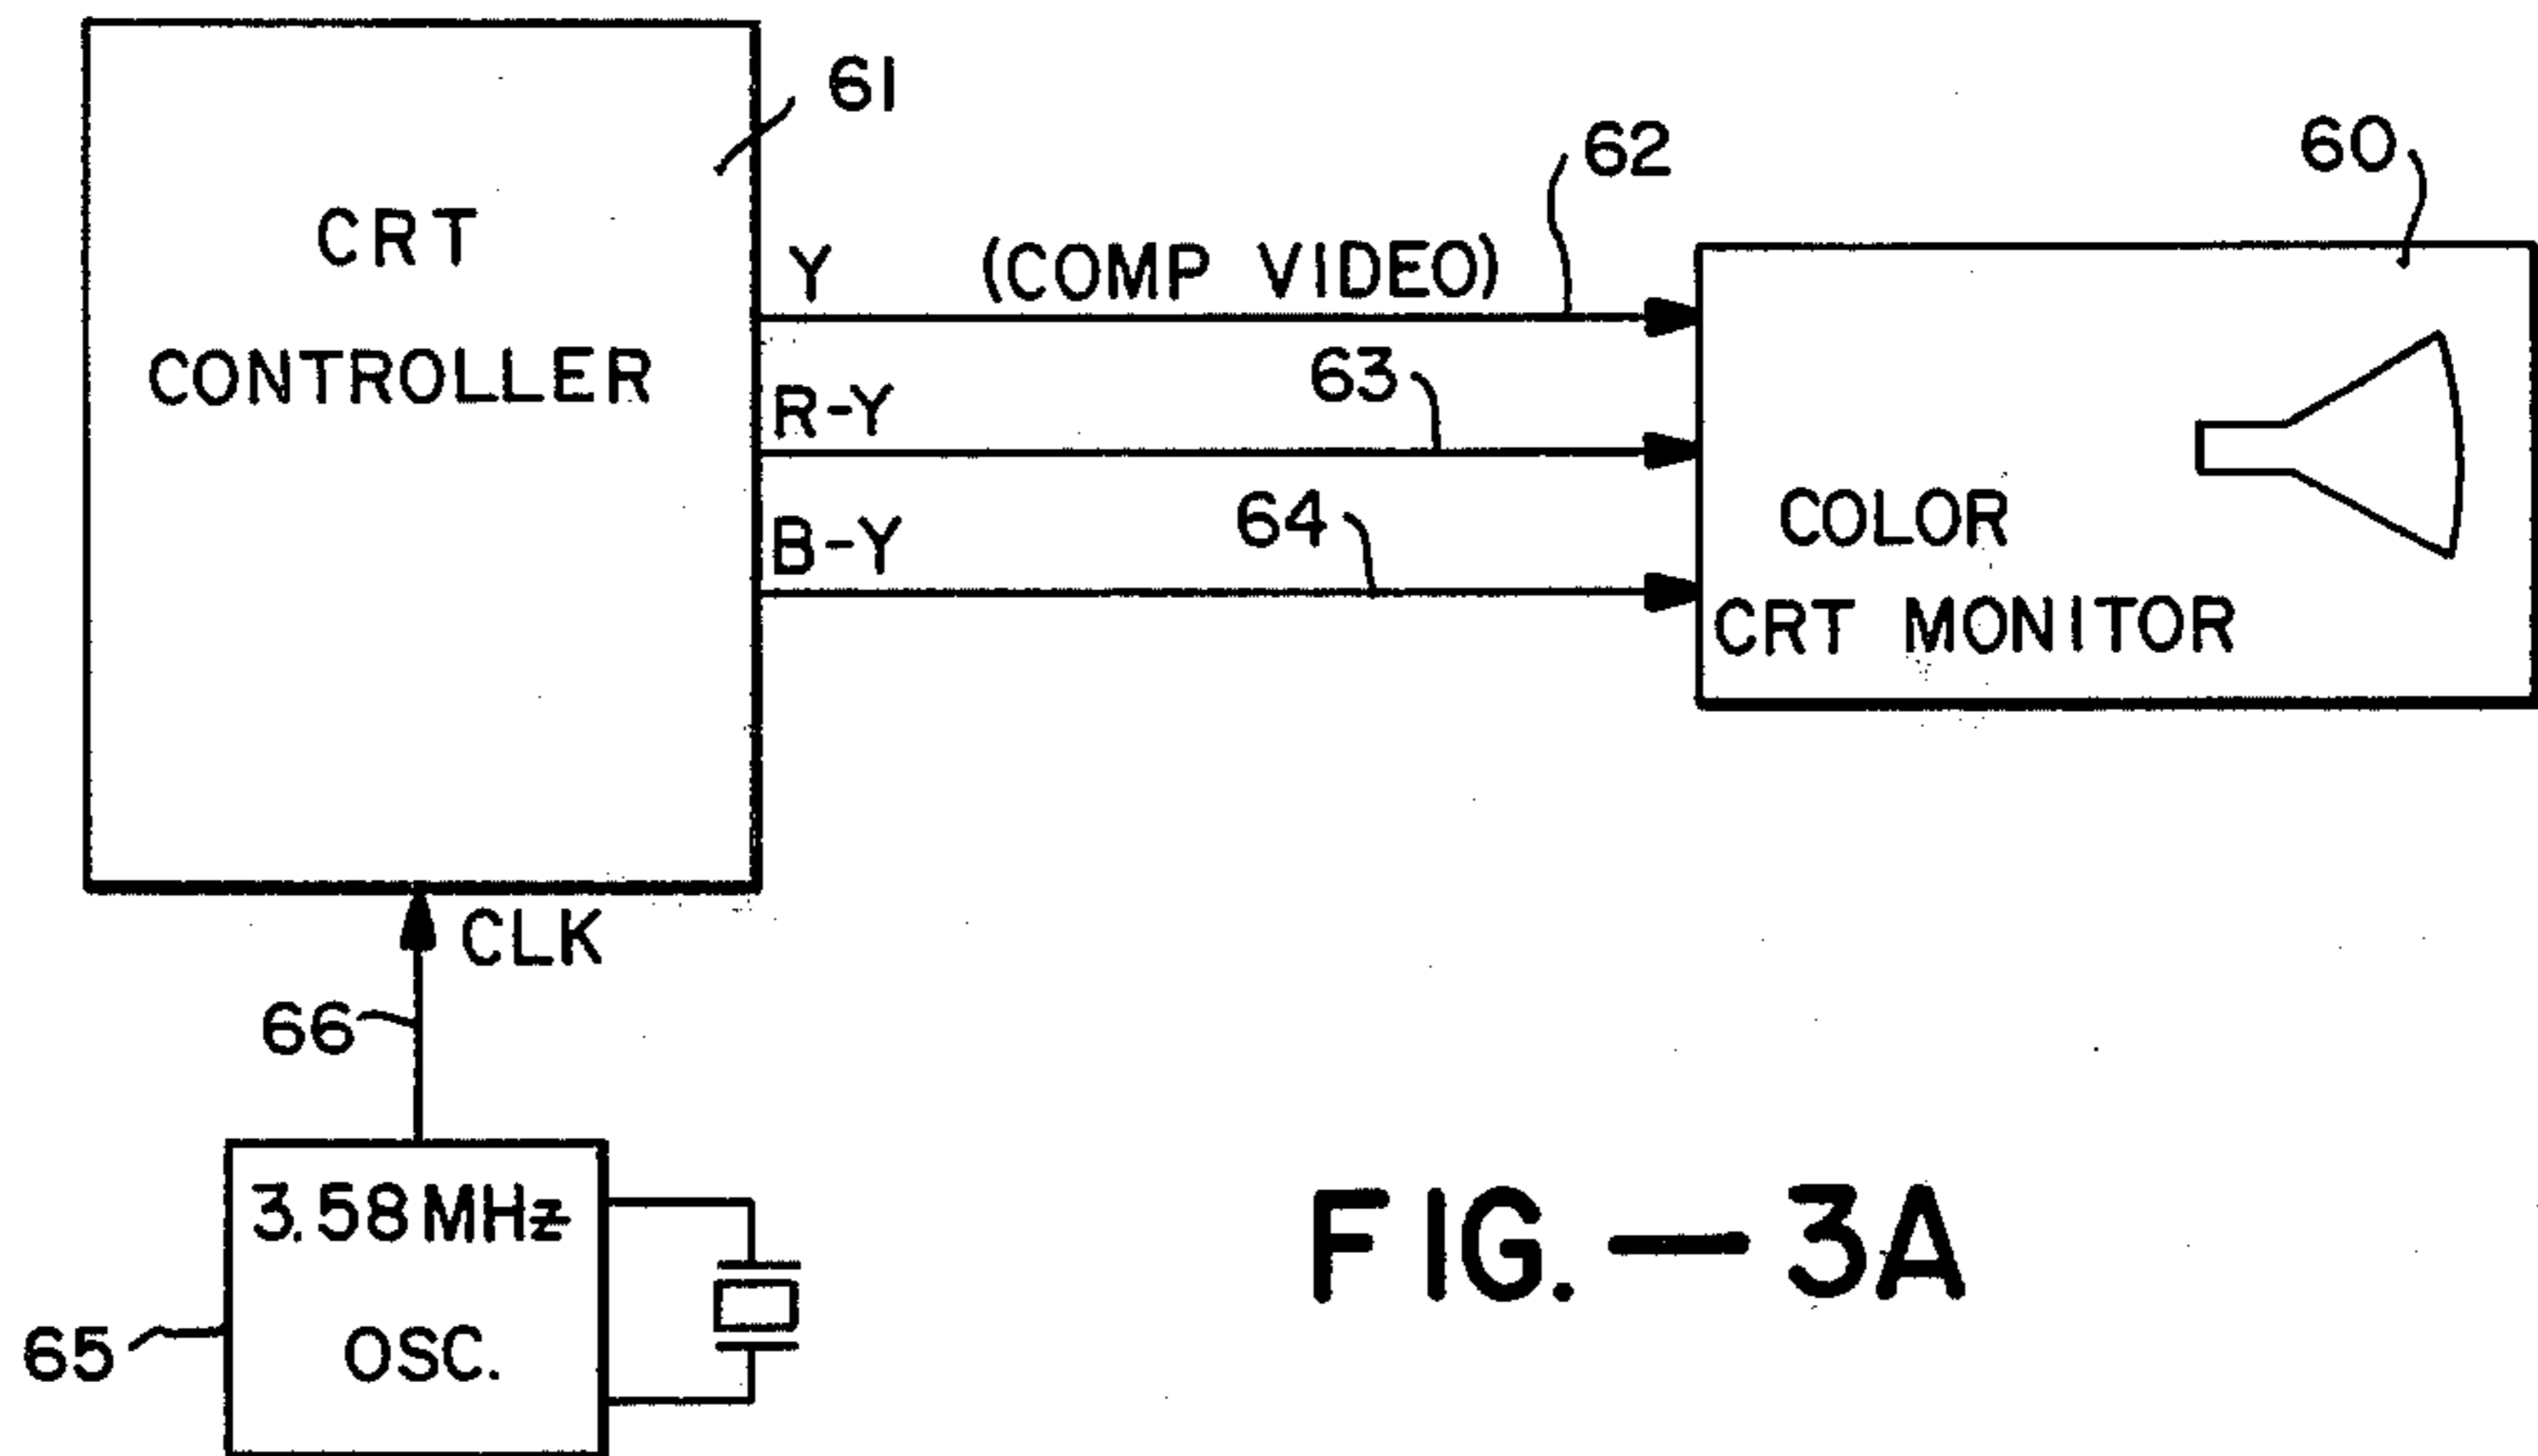 61
CRT
CONTROLLER
Y (COMP VIDEO)
62
60
R-Y
63
B-Y
64
COLOR
CRT MONITOR
CLK
66
3.58 MHz
OSC.
65
FIG.—3A